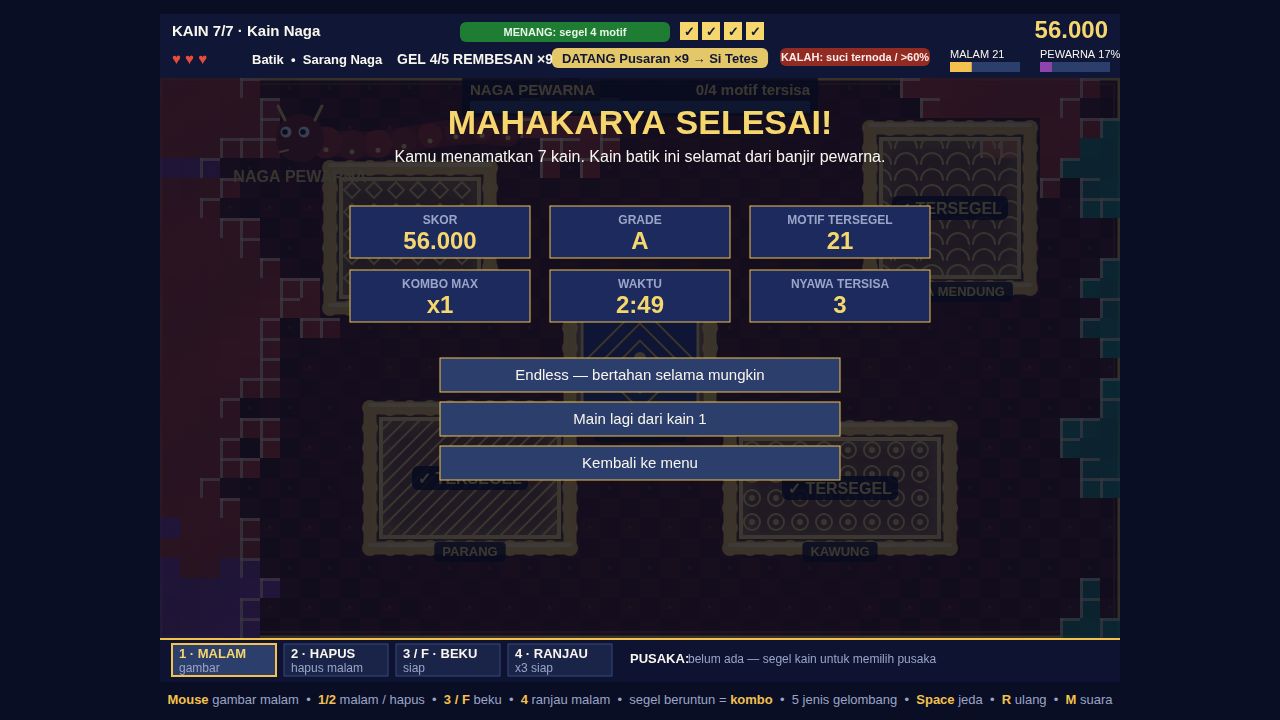 KAIN 7/7 · Kain Naga
MENANG: segel 4 motif
✓ ✓ ✓ ✓
56.000
♥ ♥ ♥
Batik • Sarang Naga
GEL 4/5 REMBESAN ×9
DATANG Pusaran ×9 → Si Tetes
KALAH: suci ternoda / >60%
MALAM 21
PEWARNA 17%
NAGA PEWARNA
0/4 motif tersisa
MAHAKARYA SELESAI!
Kamu menamatkan 7 kain. Kain batik ini selamat dari banjir pewarna.
NAGA PEWARNA
✓ TERSEGEL
SKOR
56.000
GRADE
A
MOTIF TERSEGEL
21
KOMBO MAX
x1
WAKTU
2:49
NYAWA TERSISA
3
MENDUNG
Endless — bertahan selama mungkin
Main lagi dari kain 1
Kembali ke menu
✓ TERSEGEL
✓ TERSEGEL
PARANG
KAWUNG
1 · MALAM
gambar
2 · HAPUS
hapus malam
3 / F · BEKU
siap
4 · RANJAU
x3 siap
PUSAKA: belum ada — segel kain untuk memilih pusaka
Mouse gambar malam • 1/2 malam / hapus • 3 / F beku • 4 ranjau malam • segel beruntun = kombo • 5 jenis gelombang • Space jeda • R ulang • M suara